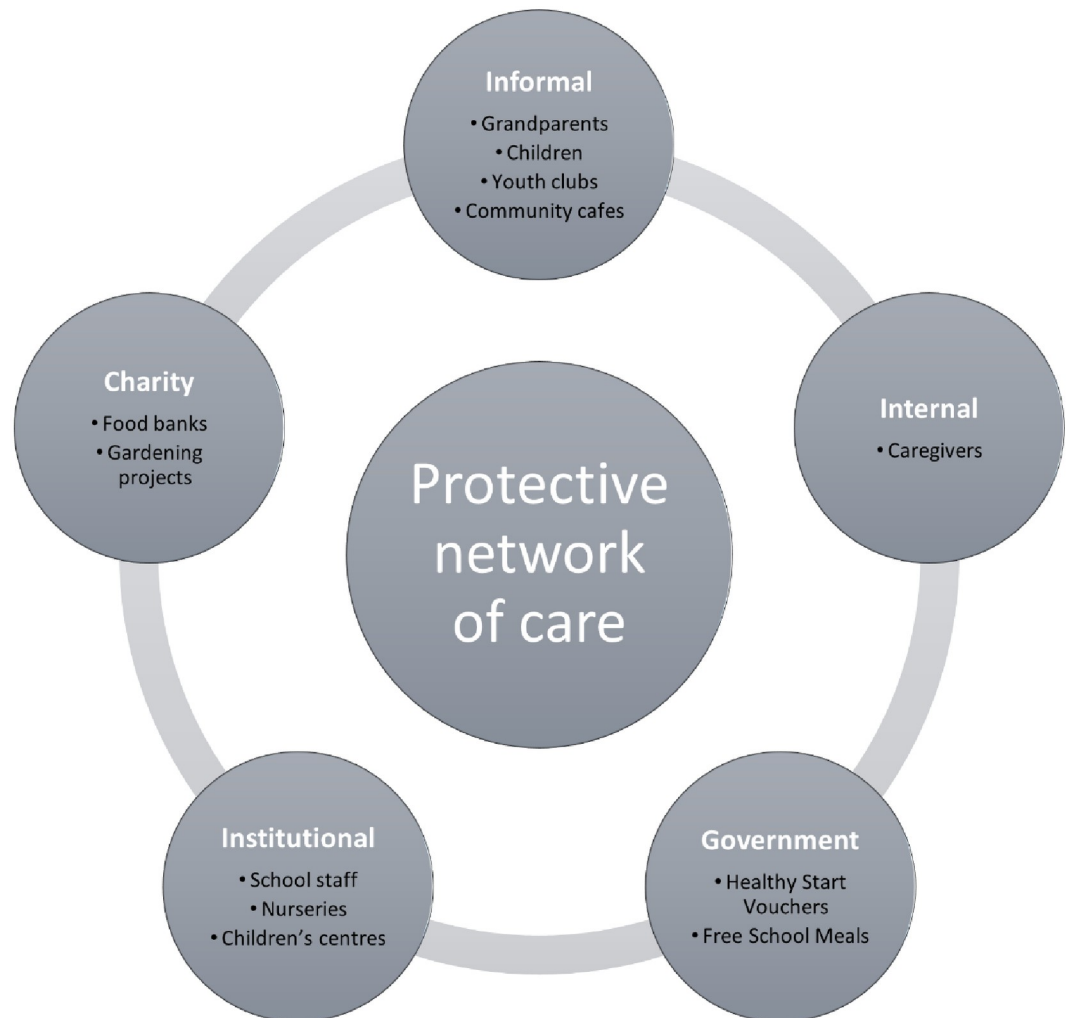 Informal
• Grandparents
• Children
• Youth clubs
• Community cafes
Charity
• Food banks
• Gardening
projects
Internal
• Caregivers
Protective
network
of care
Institutional
• School staff
• Nurseries
• Children’s centres
Government
• Healthy Start
Vouchers
• Free School Meals